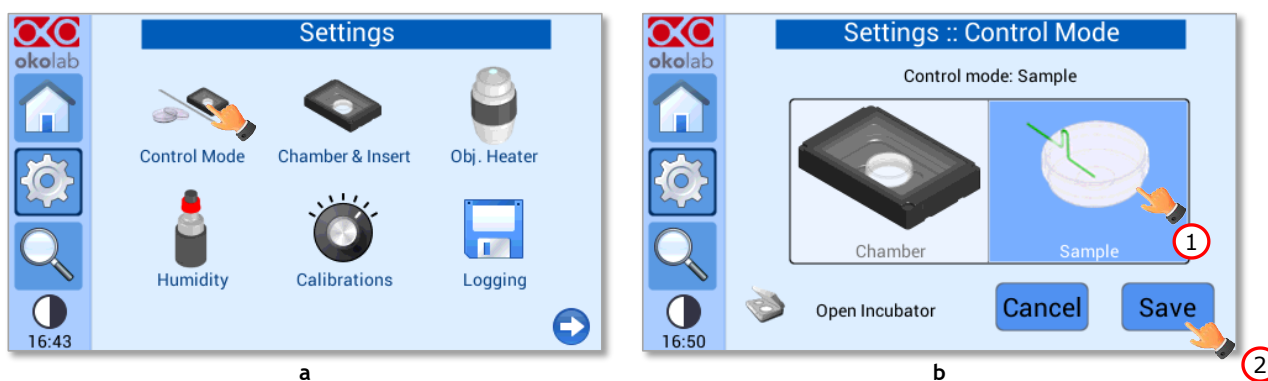 Settings
okolab
Control Mode
Chamber & Insert
Obj. Heater
Humidity
Calibrations
Logging
16:43
a
Settings :: Control Mode
okolab
Control mode: Sample
Chamber
Sample
1
Open Incubator
Cancel
Save
16:50
2
b